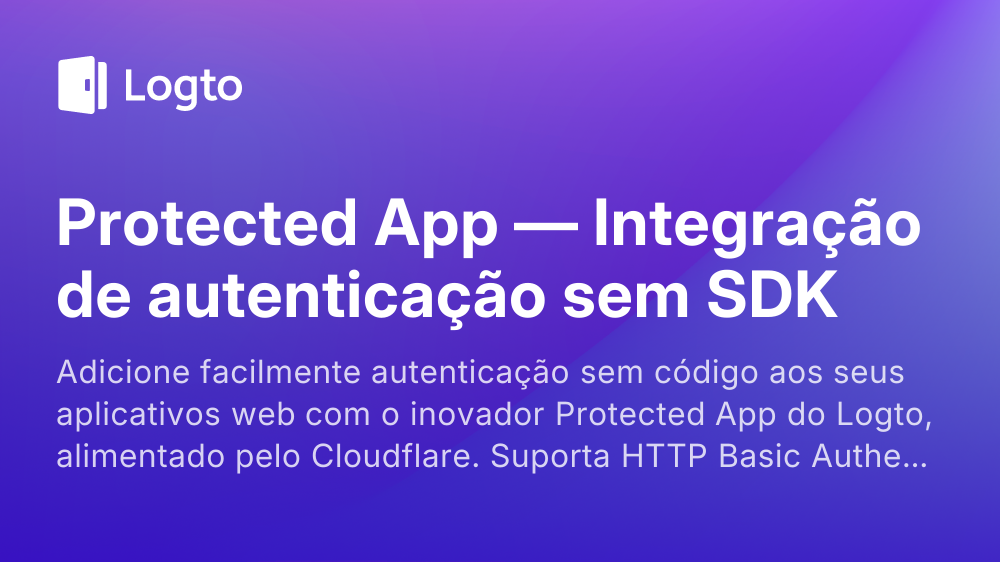 Logto
Protected App — Integração
de autenticação sem SDK
Adicione facilmente autenticação sem código aos seus
aplicativos web com o inovador Protected App do Logto,
alimentado pelo Cloudflare. Suporta HTTP Basic Authe...